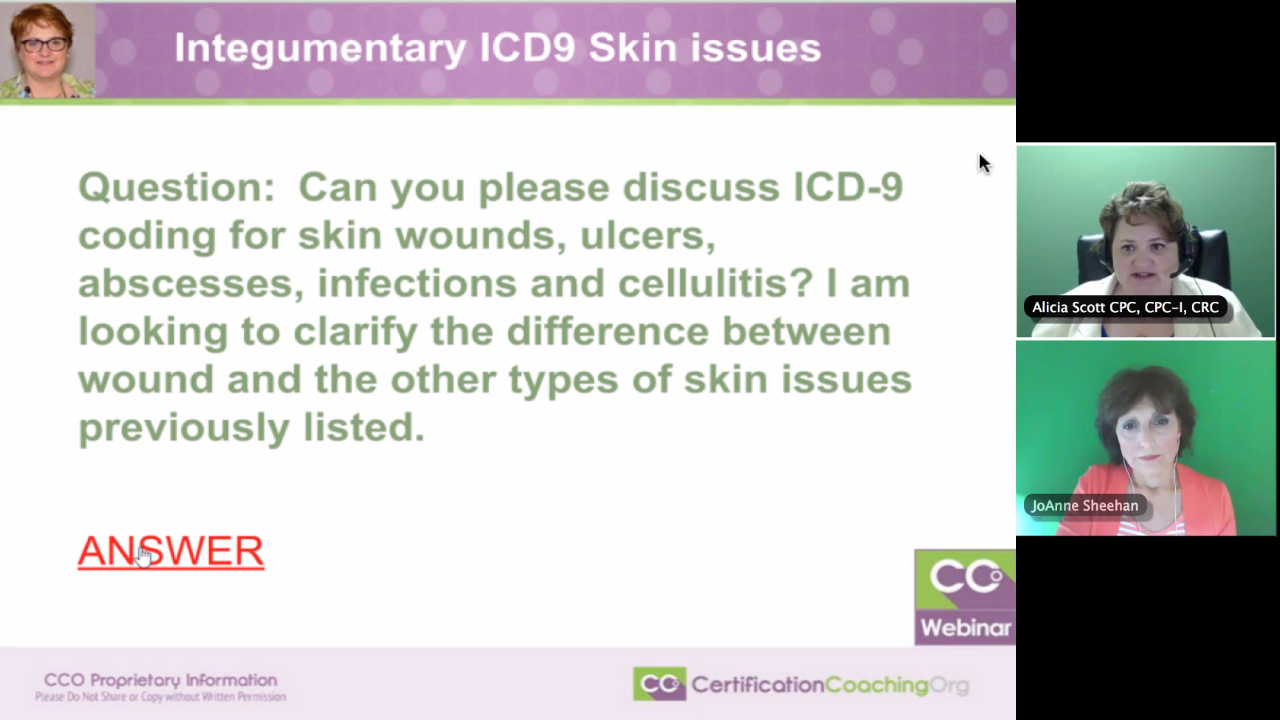 Integumentary ICD9 Skin issues
Question: Can you please discuss ICD-9
coding for skin wounds, ulcers,
abscesses, infections and cellulitis? I am
looking to clarify the difference between
wound and the other types of skin issues
previously listed.
ANSWER
CCO
Webinar
CCO Proprietary Information
Please Do Not Share or Copy without Written Permission
CCO CertificationCoachingOrg
Alicia Scott CPC, CPC-I, CRC
JoAnne Sheehan